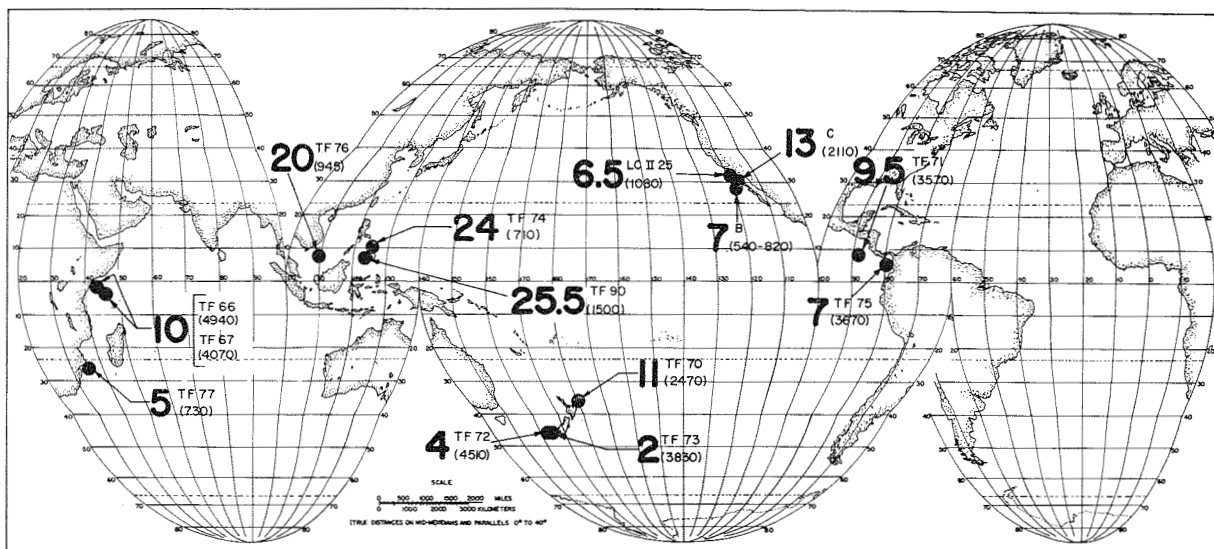 13 C
(2110)
20 TF 76
(945)
6.5 LC II 25
(1080)
9.5 TF 71
(3570)
24 TF 74
(710)
7 B
(540-820)
25.5 TF 90
(1500)
7 TF 75
(3670)
10 TF 66
(4940)
TF 67
(4070)
11 TF 70
(2470)
5 TF 77
(730)
4 TF 72
(4510)
2 TF 73
(3830)
SCALE
0 500 1000 1500 2000 MILES
0 1000 2000 3000 KILOMETERS
(TRUE DISTANCES ON MID-MERIDIANS AND PARALLELS 0° TO 40°